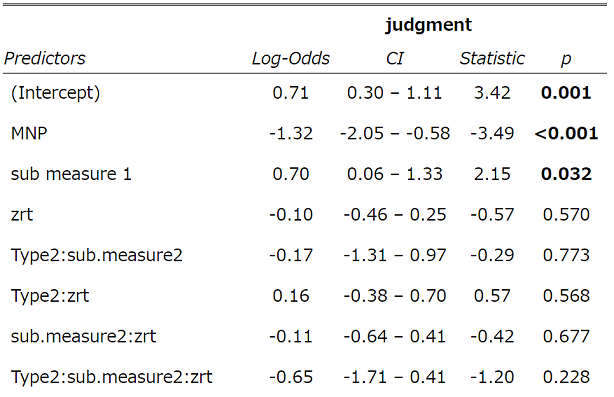 judgment
Predictors Log-Odds CI Statistic p
(Intercept) 0.71 0.30 – 1.11 3.42 0.001
MNP -1.32 -2.05 – -0.58 -3.49 <0.001
sub measure 1 0.70 0.06 – 1.33 2.15 0.032
zrt -0.10 -0.46 – 0.25 -0.57 0.570
Type2:sub.measure2 -0.17 -1.31 – 0.97 -0.29 0.773
Type2:zrt 0.16 -0.38 – 0.70 0.57 0.568
sub.measure2:zrt -0.11 -0.64 – 0.41 -0.42 0.677
Type2:sub.measure2:zrt -0.65 -1.71 – 0.41 -1.20 0.228